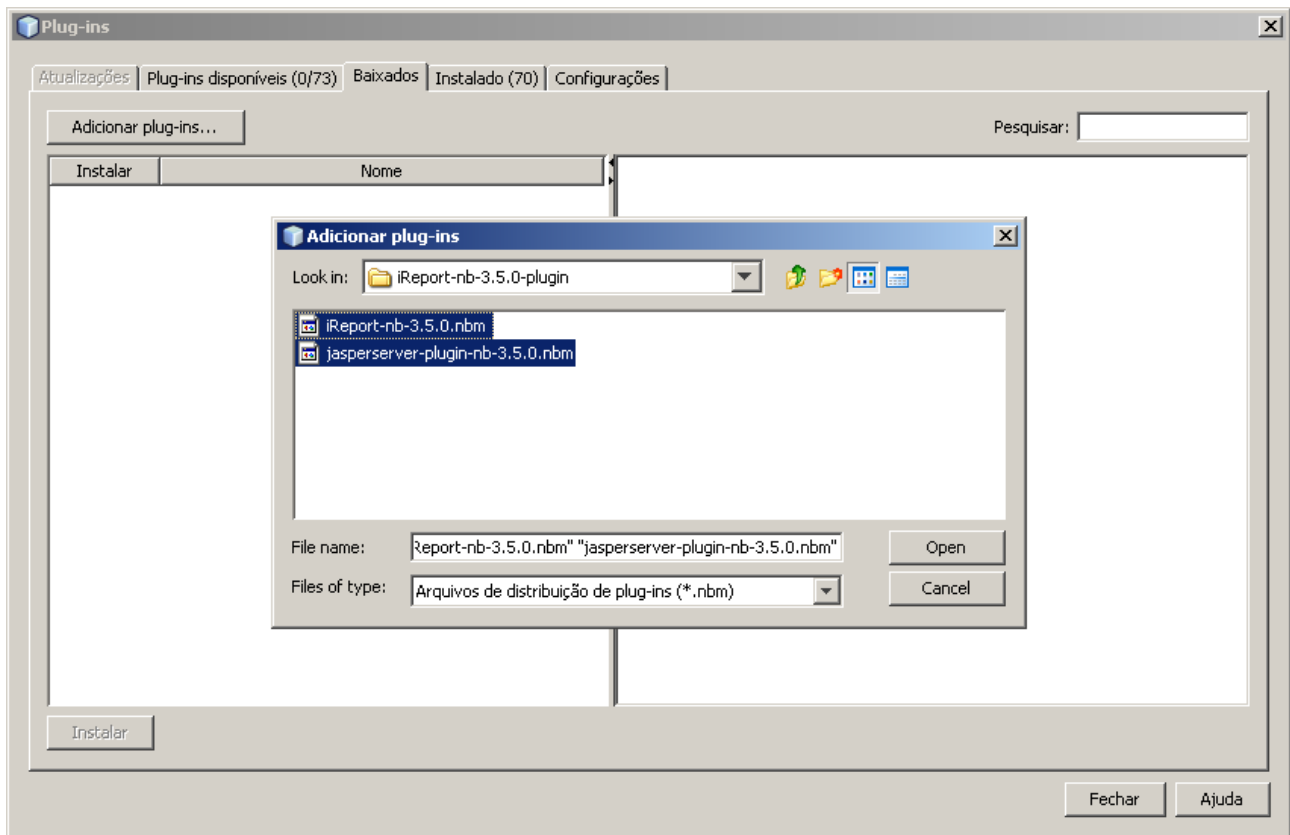 Plug-ins
Atualizações Plug-ins disponíveis (0/73) Baixados Instalado (70) Configurações
Adicionar plug-ins... Pesquisar:
Instalar Nome
Adicionar plug-ins
Look in: iReport-nb-3.5.0-plugin
iReport-nb-3.5.0.nbm
jasperserver-plugin-nb-3.5.0.nbm
File name: Report-nb-3.5.0.nbm" "jasperserver-plugin-nb-3.5.0.nbm" Open
Files of type: Arquivos de distribuição de plug-ins (*.nbm) Cancel
Instalar
Fechar Ajuda